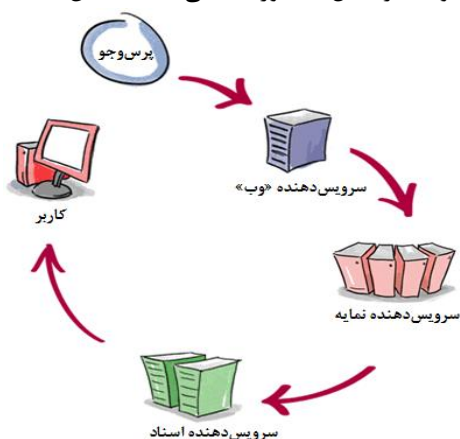 پرس‌وجو
سرویس‌دهنده «وب»
کاربر
سرویس‌دهنده نمایه
سرویس‌دهنده اسناد